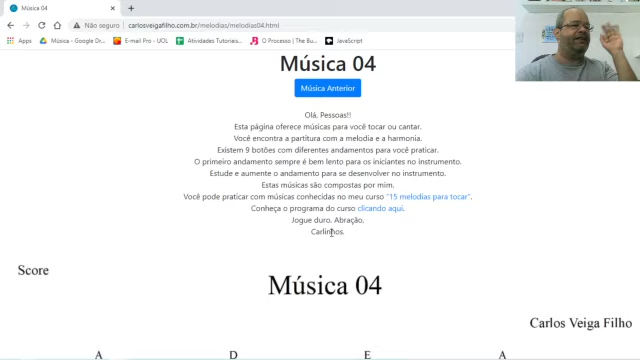 Música 04
Não seguro | carlosveigafilho.com.br/melodias/melodias04.html
Apps
Música - Google Dr...
E-mail Pro - UOL
Atividades Tutoriais...
O Processo | The Bu...
JavaScript
Música 04
Música Anterior
Olá, Pessoas!!
Esta página oferece músicas para você tocar ou cantar.
Você encontra a partitura com a melodia e a harmonia.
Existem 9 botões com diferentes andamentos para você praticar.
O primeiro andamento sempre é bem lento para os iniciantes no instrumento.
Estude e aumente o andamento para se desenvolver no instrumento.
Estas músicas são compostas por mim.
Você pode praticar com músicas conhecidas no meu curso "15 melodias para tocar".
Conheça o programa do curso clicando aqui.
Jogue duro. Abração,
Carlinhos.
Score
Música 04
Carlos Veiga Filho
A D E A